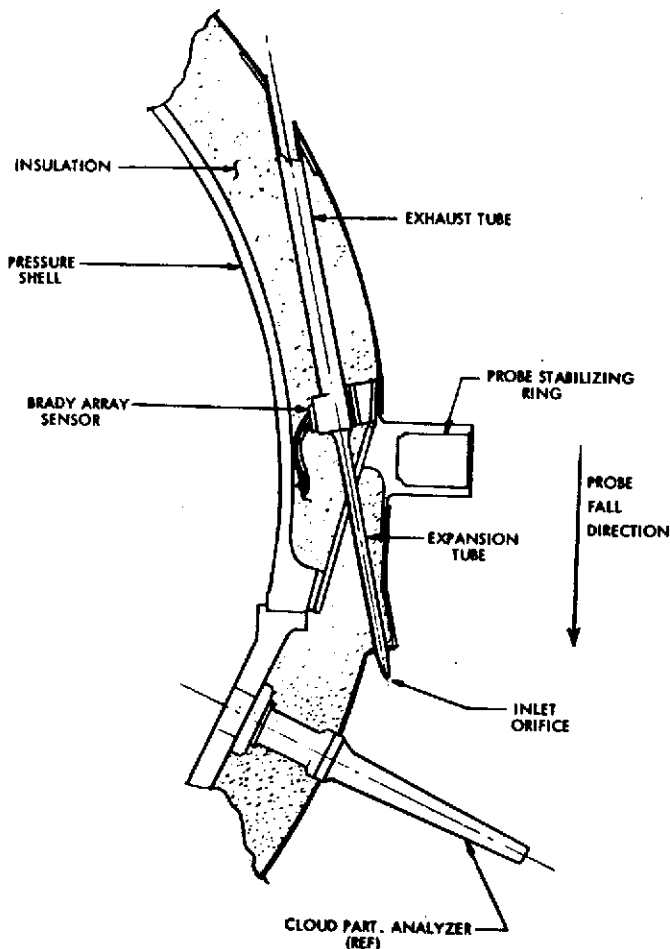 EXHAUST TUBE
INSULATION
PRESSURE
SHELL
PROBE STABILIZING
RING
BRADY ARRAY
SENSOR
PROBE
FALL
DIRECTION
EXPANSION
TUBE
INLET
ORIFICE
CLOUD PART. ANALYZER
(REF)